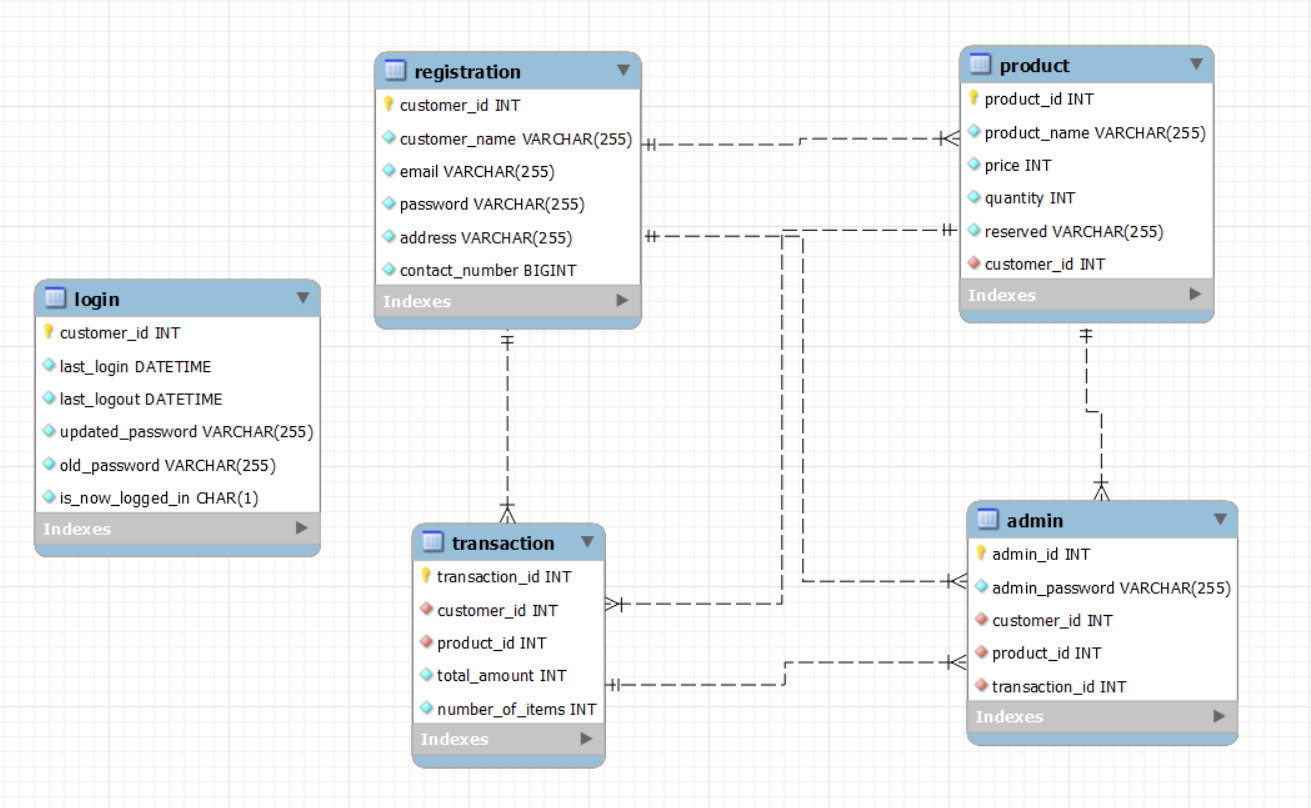 registration
customer_id INT
customer_name VARCHAR(255)
email VARCHAR(255)
password VARCHAR(255)
address VARCHAR(255)
contact_number BIGINT
Indexes
product
product_id INT
product_name VARCHAR(255)
price INT
quantity INT
reserved VARCHAR(255)
customer_id INT
Indexes
login
customer_id INT
last_login DATETIME
last_logout DATETIME
updated_password VARCHAR(255)
old_password VARCHAR(255)
is_now_logged_in CHAR(1)
Indexes
transaction
transaction_id INT
customer_id INT
product_id INT
total_amount INT
number_of_items INT
Indexes
admin
admin_id INT
admin_password VARCHAR(255)
customer_id INT
product_id INT
transaction_id INT
Indexes